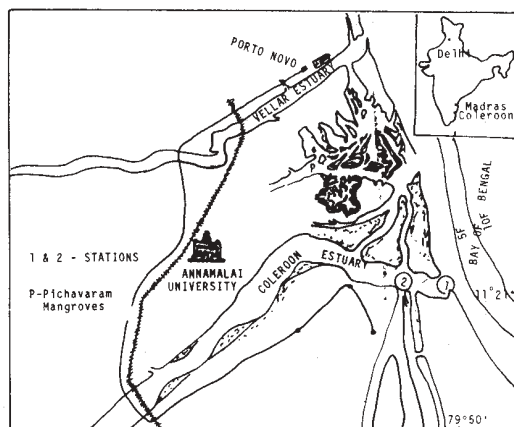 Delhi
Madras
Coleroon
PORTO NOVO
VELLAR ESTUARY
P
BAY OF BENGAL
1 & 2 - STATIONS
ANNAMALAI
UNIVERSITY
P-Pichavaram
Mangroves
COLEROON ESTUARY
2
1
11°21'
79°50'